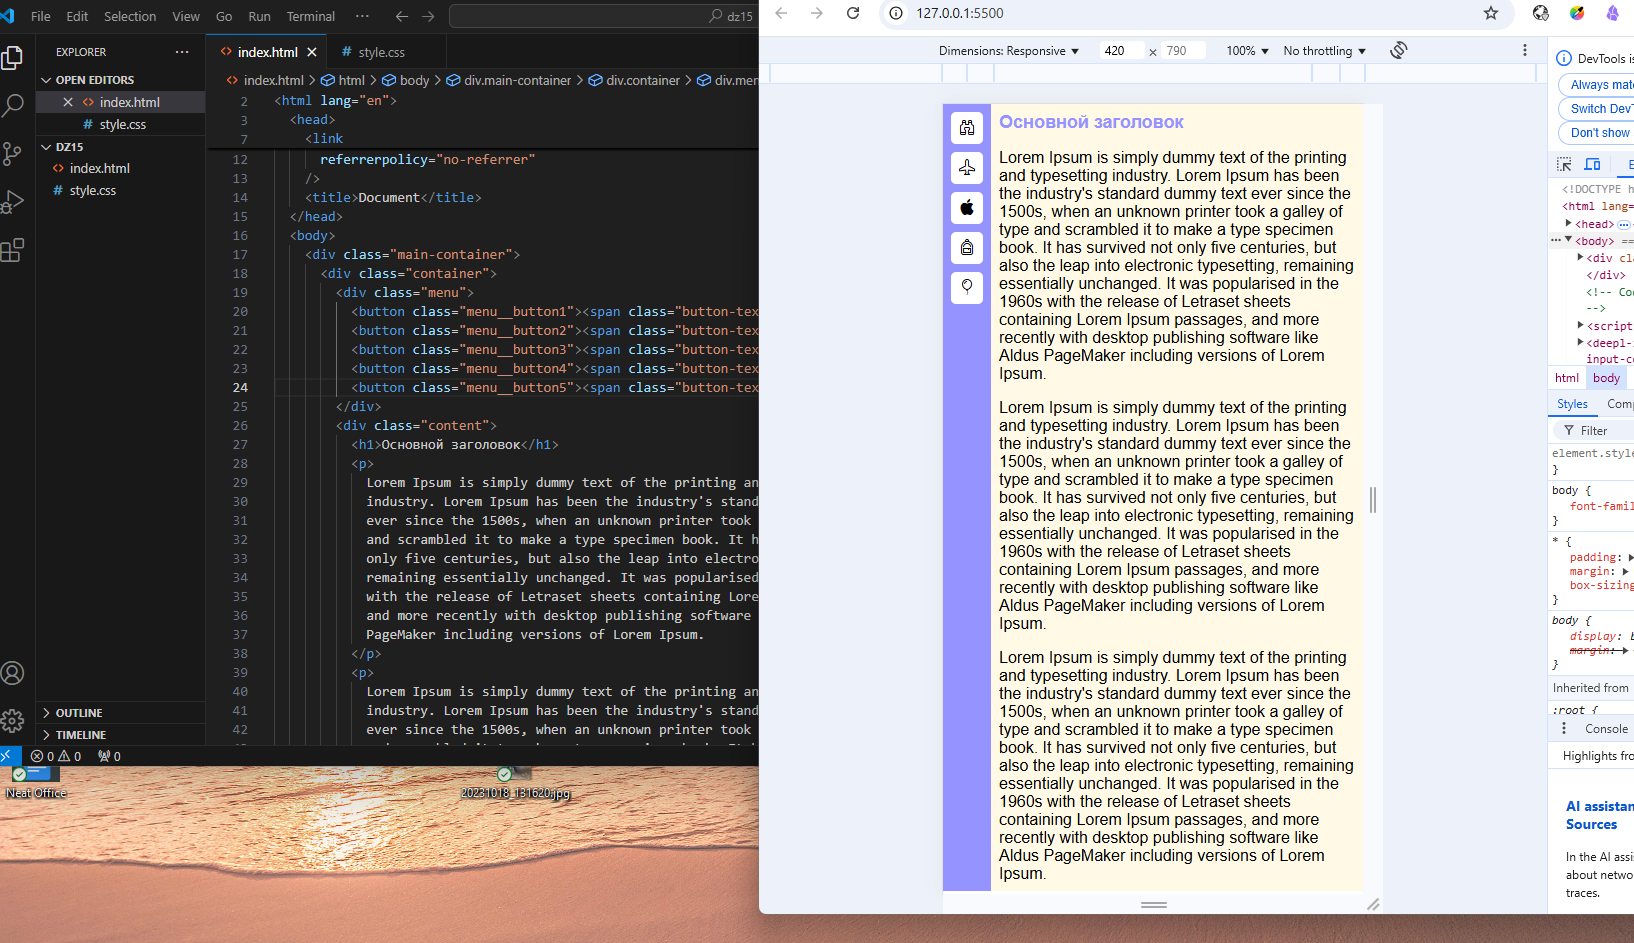 File Edit Selection View Go Run Terminal ··· dz15
EXPLORER ···
OPEN EDITORS
index.html
style.css
DZ15
index.html
style.css
OUTLINE
TIMELINE
0 0 0
index.html style.css
index.html > html > body > div.main-container > div.container > div.men
2 <html lang="en">
3 <head>
7 <link
12 referrerpolicy="no-referrer"
13 />
14 <title>Document</title>
15 </head>
16 <body>
17 <div class="main-container">
18 <div class="container">
19 <div class="menu">
20 <button class="menu__button1"><span class="button-tex
21 <button class="menu__button2"><span class="button-tex
22 <button class="menu__button3"><span class="button-tex
23 <button class="menu__button4"><span class="button-tex
24 <button class="menu__button5"><span class="button-tex
25 </div>
26 <div class="content">
27 <h1>Основной заголовок</h1>
28 <p>
29 Lorem Ipsum is simply dummy text of the printing an
30 industry. Lorem Ipsum has been the industry's stand
31 ever since the 1500s, when an unknown printer took
32 and scrambled it to make a type specimen book. It h
33 only five centuries, but also the leap into electro
34 remaining essentially unchanged. It was popularised
35 with the release of Letraset sheets containing Lore
36 and more recently with desktop publishing software
37 PageMaker including versions of Lorem Ipsum.
38 </p>
39 <p>
40 Lorem Ipsum is simply dummy text of the printing an
41 industry. Lorem Ipsum has been the industry's stand
42 ever since the 1500s, when an unknown printer took
Neat Office
20231018_131620.jpg
127.0.0.1:5500
Dimensions: Responsive 420 × 790 100% No throttling
Основной заголовок
Lorem Ipsum is simply dummy text of the printing
and typesetting industry. Lorem Ipsum has been
the industry's standard dummy text ever since the
1500s, when an unknown printer took a galley of
type and scrambled it to make a type specimen
book. It has survived not only five centuries, but
also the leap into electronic typesetting, remaining
essentially unchanged. It was popularised in the
1960s with the release of Letraset sheets
containing Lorem Ipsum passages, and more
recently with desktop publishing software like
Aldus PageMaker including versions of Lorem
Ipsum.
Lorem Ipsum is simply dummy text of the printing
and typesetting industry. Lorem Ipsum has been
the industry's standard dummy text ever since the
1500s, when an unknown printer took a galley of
type and scrambled it to make a type specimen
book. It has survived not only five centuries, but
also the leap into electronic typesetting, remaining
essentially unchanged. It was popularised in the
1960s with the release of Letraset sheets
containing Lorem Ipsum passages, and more
recently with desktop publishing software like
Aldus PageMaker including versions of Lorem
Ipsum.
Lorem Ipsum is simply dummy text of the printing
and typesetting industry. Lorem Ipsum has been
the industry's standard dummy text ever since the
1500s, when an unknown printer took a galley of
type and scrambled it to make a type specimen
book. It has survived not only five centuries, but
also the leap into electronic typesetting, remaining
essentially unchanged. It was popularised in the
1960s with the release of Letraset sheets
containing Lorem Ipsum passages, and more
recently with desktop publishing software like
Aldus PageMaker including versions of Lorem
Ipsum.
DevTools is
Always mat
Switch DevT
Don't show
<!DOCTYPE h
<html lang=
<head>
<body> ==
<div cla
</div>
<!-- Cod
-->
<script
<deepl-i
input-co
html body
Styles Comp
Filter
element.style
}
body {
font-famil
}
* {
padding:
margin:
box-sizing
}
body {
display: b
margin:
}
Inherited from
:root {
Console
Highlights fro
AI assistan
Sources
In the AI assi
about netwo
traces.